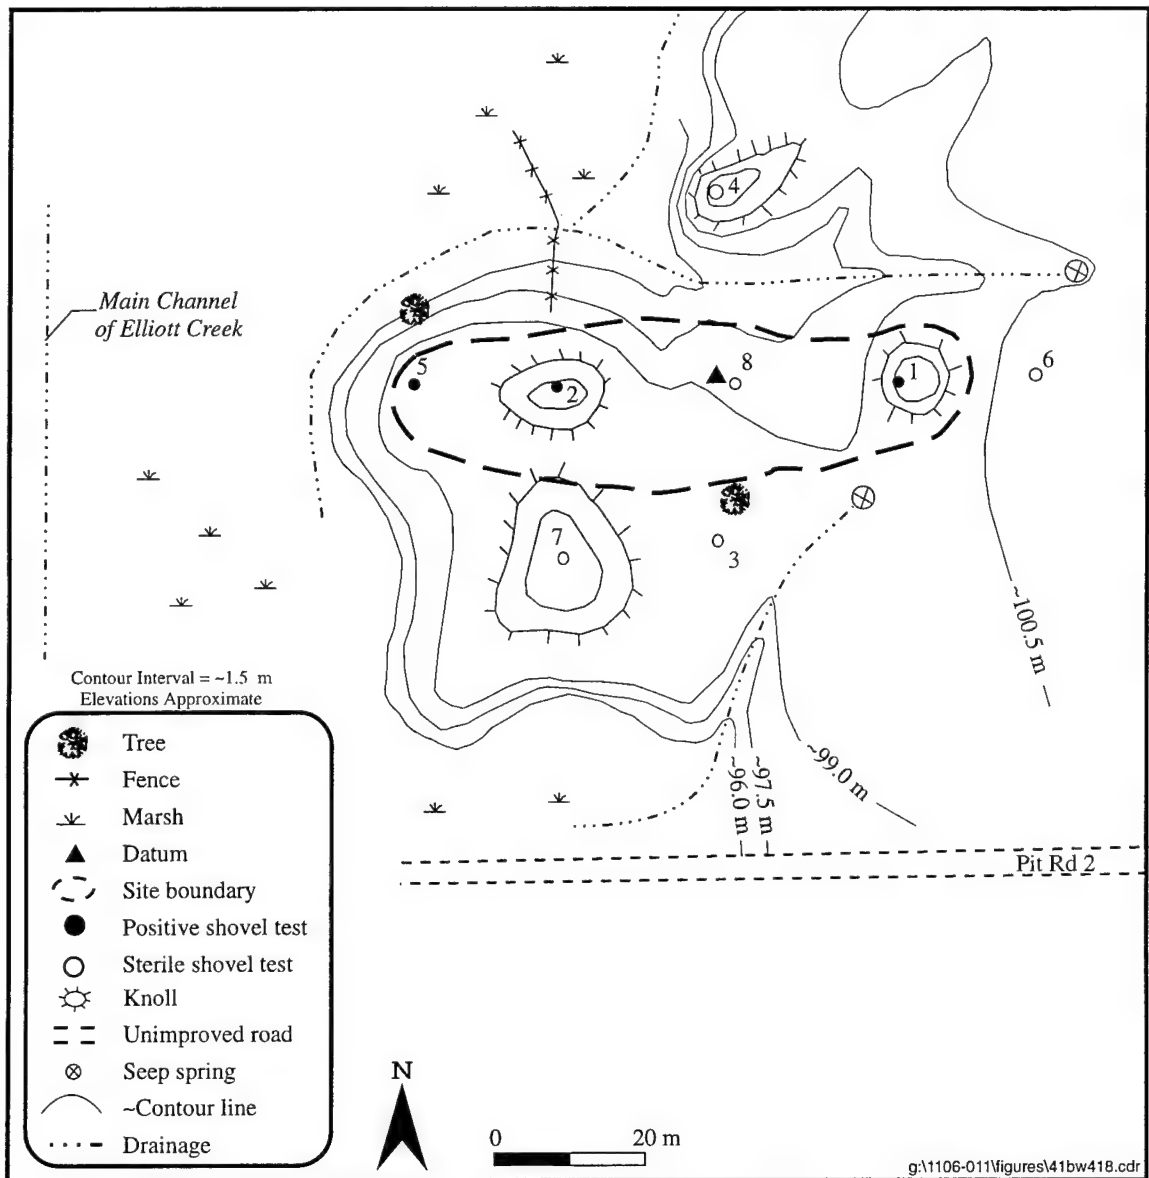 4
Main Channel
of Elliott Creek
5
2
8
1
6
7
3
~100.5 m
~99.0 m
~97.5 m
~96.0 m
Pit Rd 2
Contour Interval = ~1.5 m
Elevations Approximate
Tree
Fence
Marsh
Datum
Site boundary
Positive shovel test
Sterile shovel test
Knoll
Unimproved road
Seep spring
~Contour line
Drainage
N
0 20 m
g:\1106-011\figures\41bw418.cdr